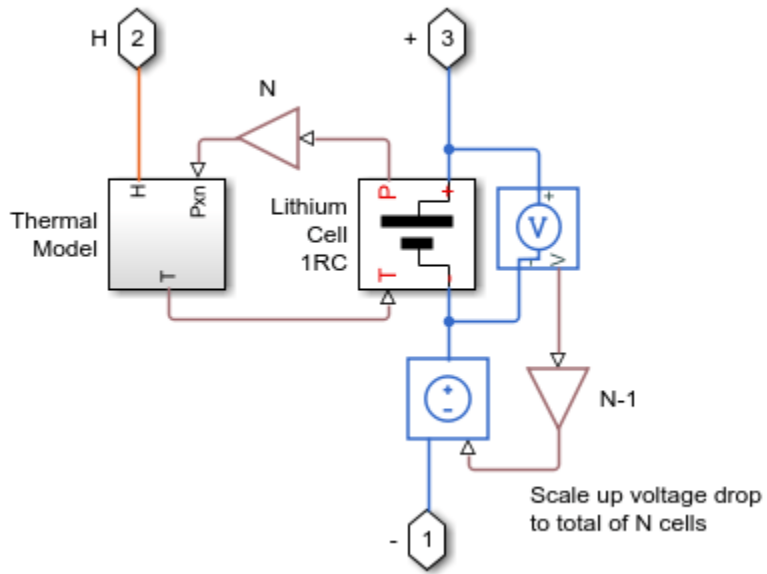 H 2
+ 3
N
H
Pxn
P
+
Thermal
Model
Lithium
Cell
1RC
T
T
-
+
V
-
V
+
-
N-1
Scale up voltage drop
to total of N cells
- 1